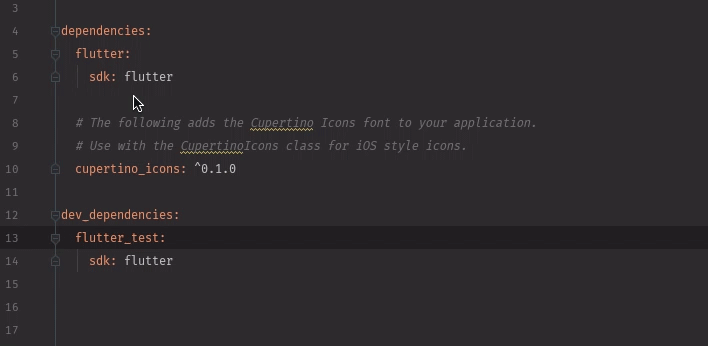 3
4 dependencies:
5 flutter:
6 sdk: flutter
7
8 # The following adds the Cupertino Icons font to your application.
9 # Use with the CupertinoIcons class for iOS style icons.
10 cupertino_icons: ^0.1.0
11
12 dev_dependencies:
13 flutter_test:
14 sdk: flutter
15
16
17